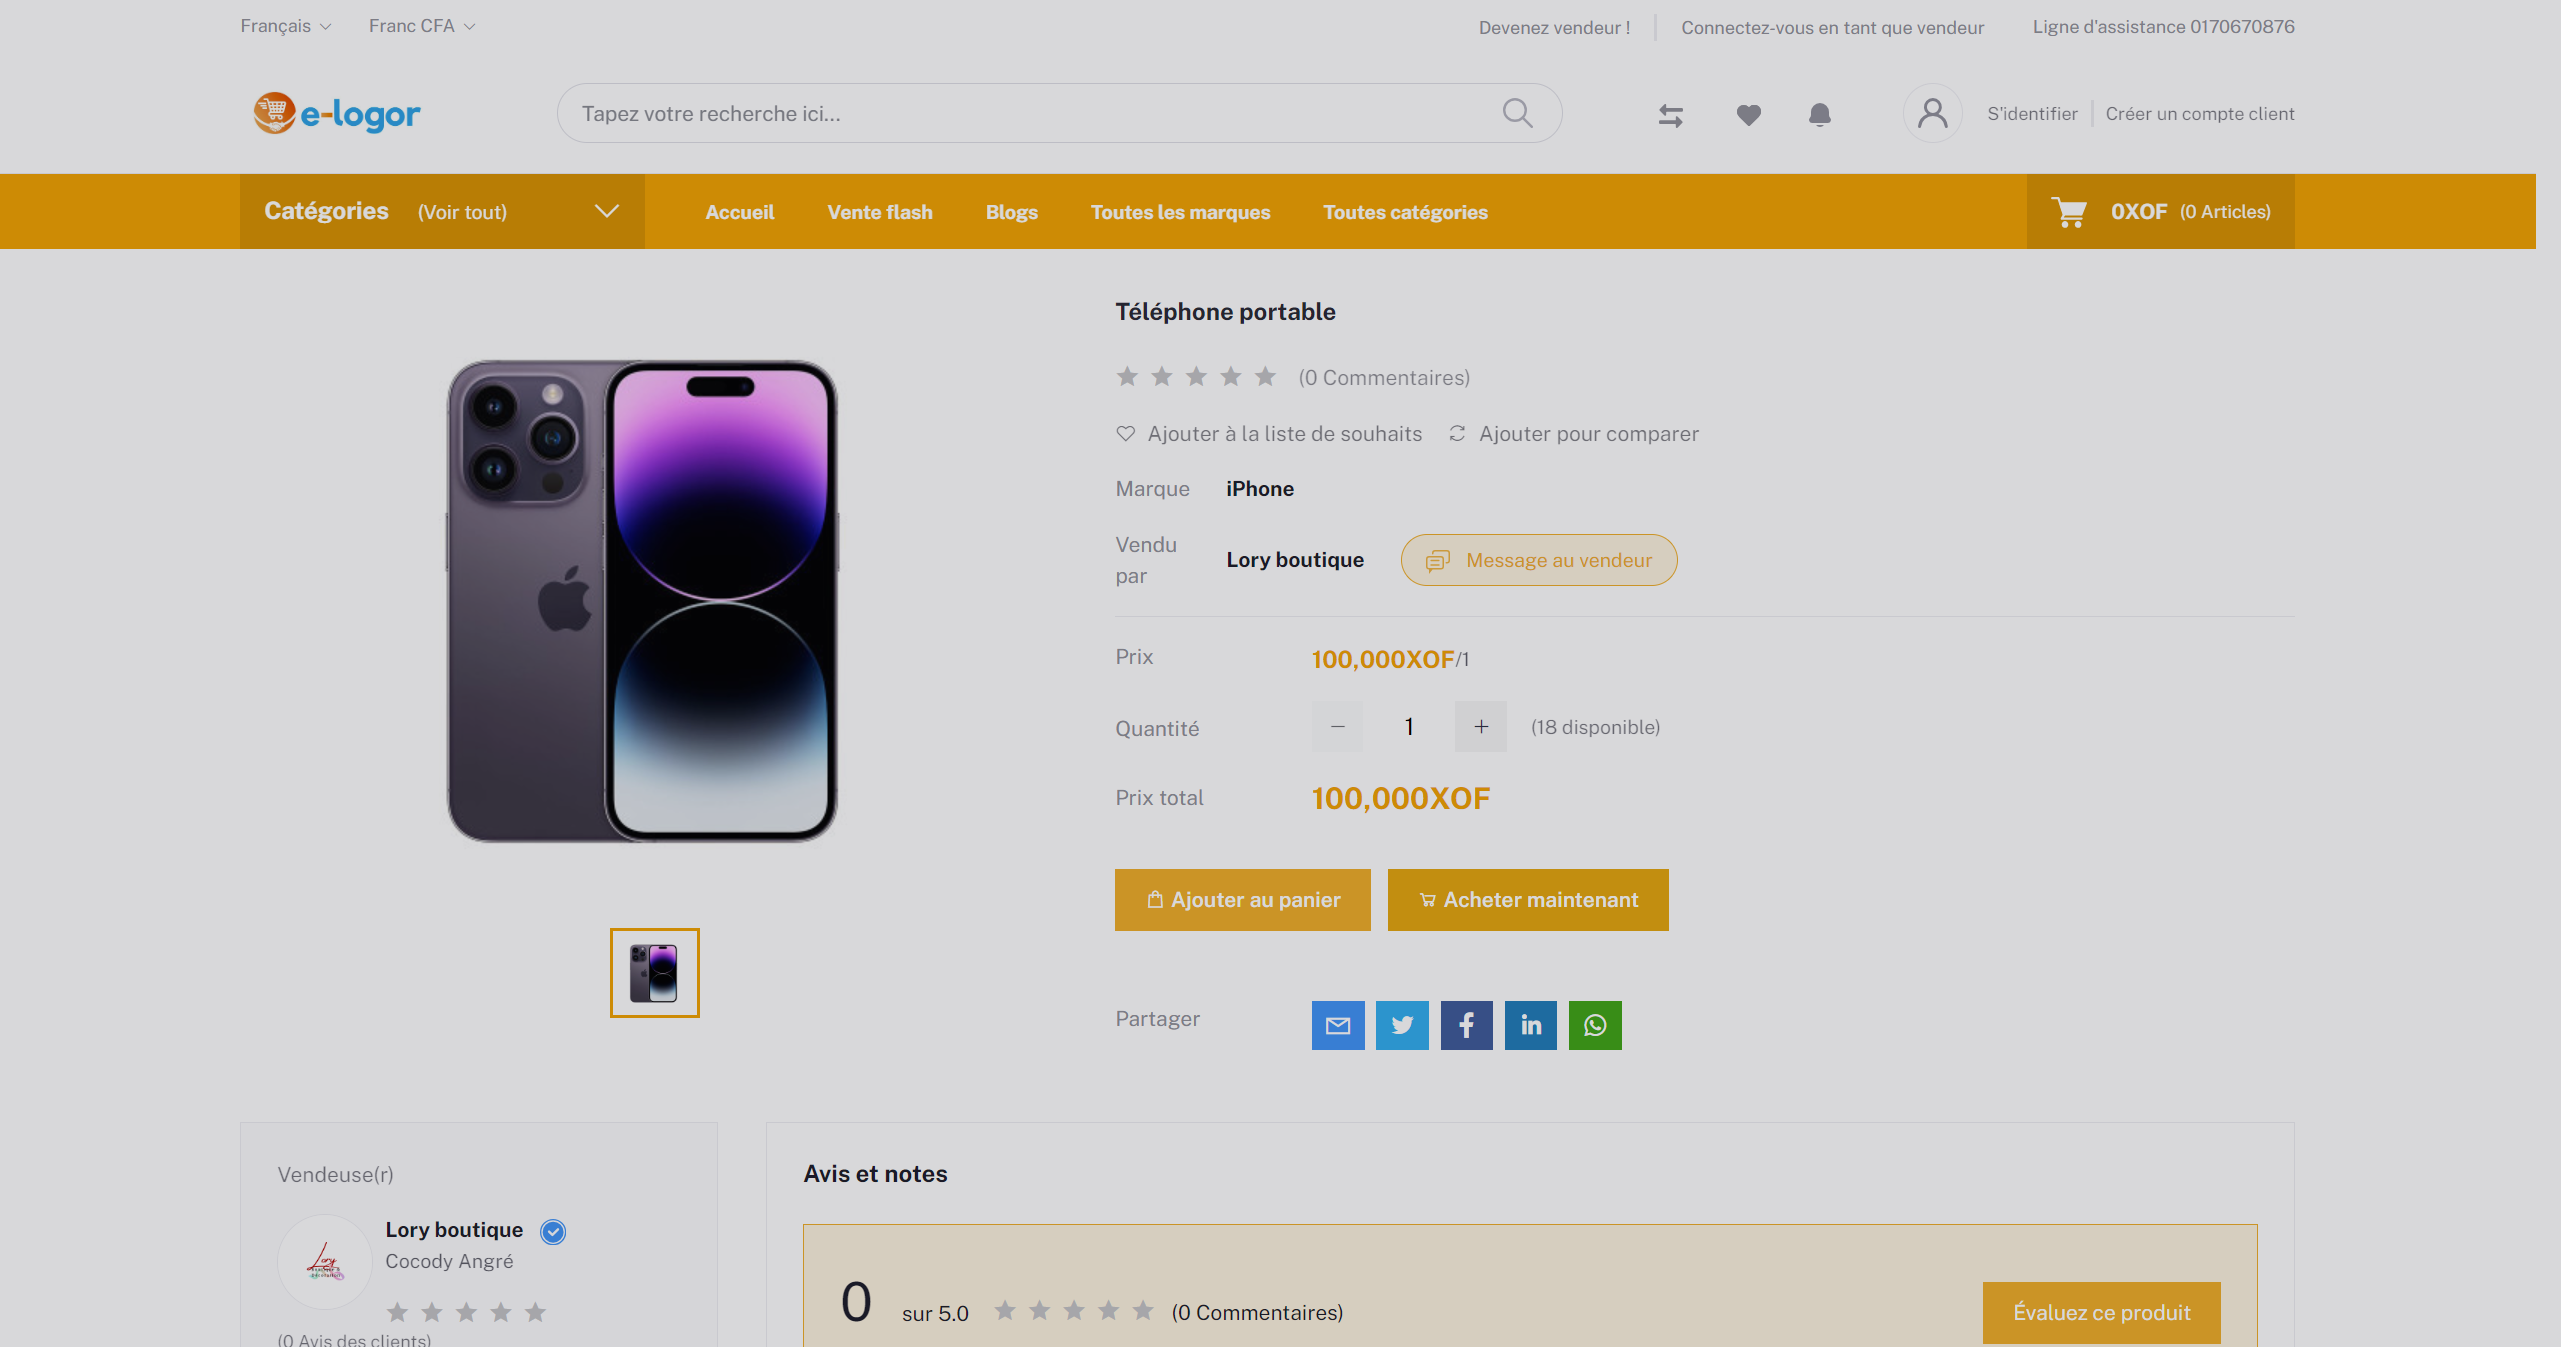 Français
Franc CFA
Devenez vendeur !
Connectez-vous en tant que vendeur
Ligne d'assistance 0170670876
e-logor
Tapez votre recherche ici...
S'identifier
Créer un compte client
Catégories (Voir tout)
Accueil
Vente flash
Blogs
Toutes les marques
Toutes catégories
0XOF (0 Articles)
Téléphone portable
(0 Commentaires)
Ajouter à la liste de souhaits
Ajouter pour comparer
Marque
iPhone
Vendu par
Lory boutique
Message au vendeur
Prix
100,000XOF/1
Quantité
1
(18 disponible)
Prix total
100,000XOF
Ajouter au panier
Acheter maintenant
Partager
Vendeuse(r)
Lory boutique
Cocody Angré
(0 Avis des clients)
Avis et notes
0 sur 5.0
(0 Commentaires)
Évaluez ce produit